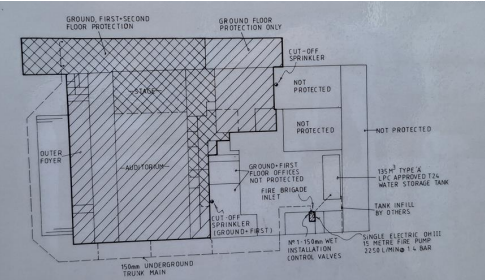 GROUND, FIRST+SECOND
FLOOR PROTECTION
GROUND FLOOR
PROTECTION ONLY
CUT-OFF
SPRINKLER
NOT
PROTECTED
STAGE
NOT
PROTECTED
NOT PROTECTED
OUTER
FOYER
AUDITORIUM
GROUND+FIRST
FLOOR OFFICES
NOT PROTECTED
FIRE BRIGADE
INLET
135M³ TYPE 'A'
LPC APPROVED T24
WATER STORAGE TANK
TANK INFILL
BY OTHERS
CUT-OFF
SPRINKLER
(GROUND+FIRST)
Nº1-150mm WET
INSTALLATION
CONTROL VALVES
SINGLE ELECTRIC OH:III
15 METRE FIRE PUMP
2250 L/MIN@ 1.4 BAR
150mm UNDERGROUND
TRUNK MAIN